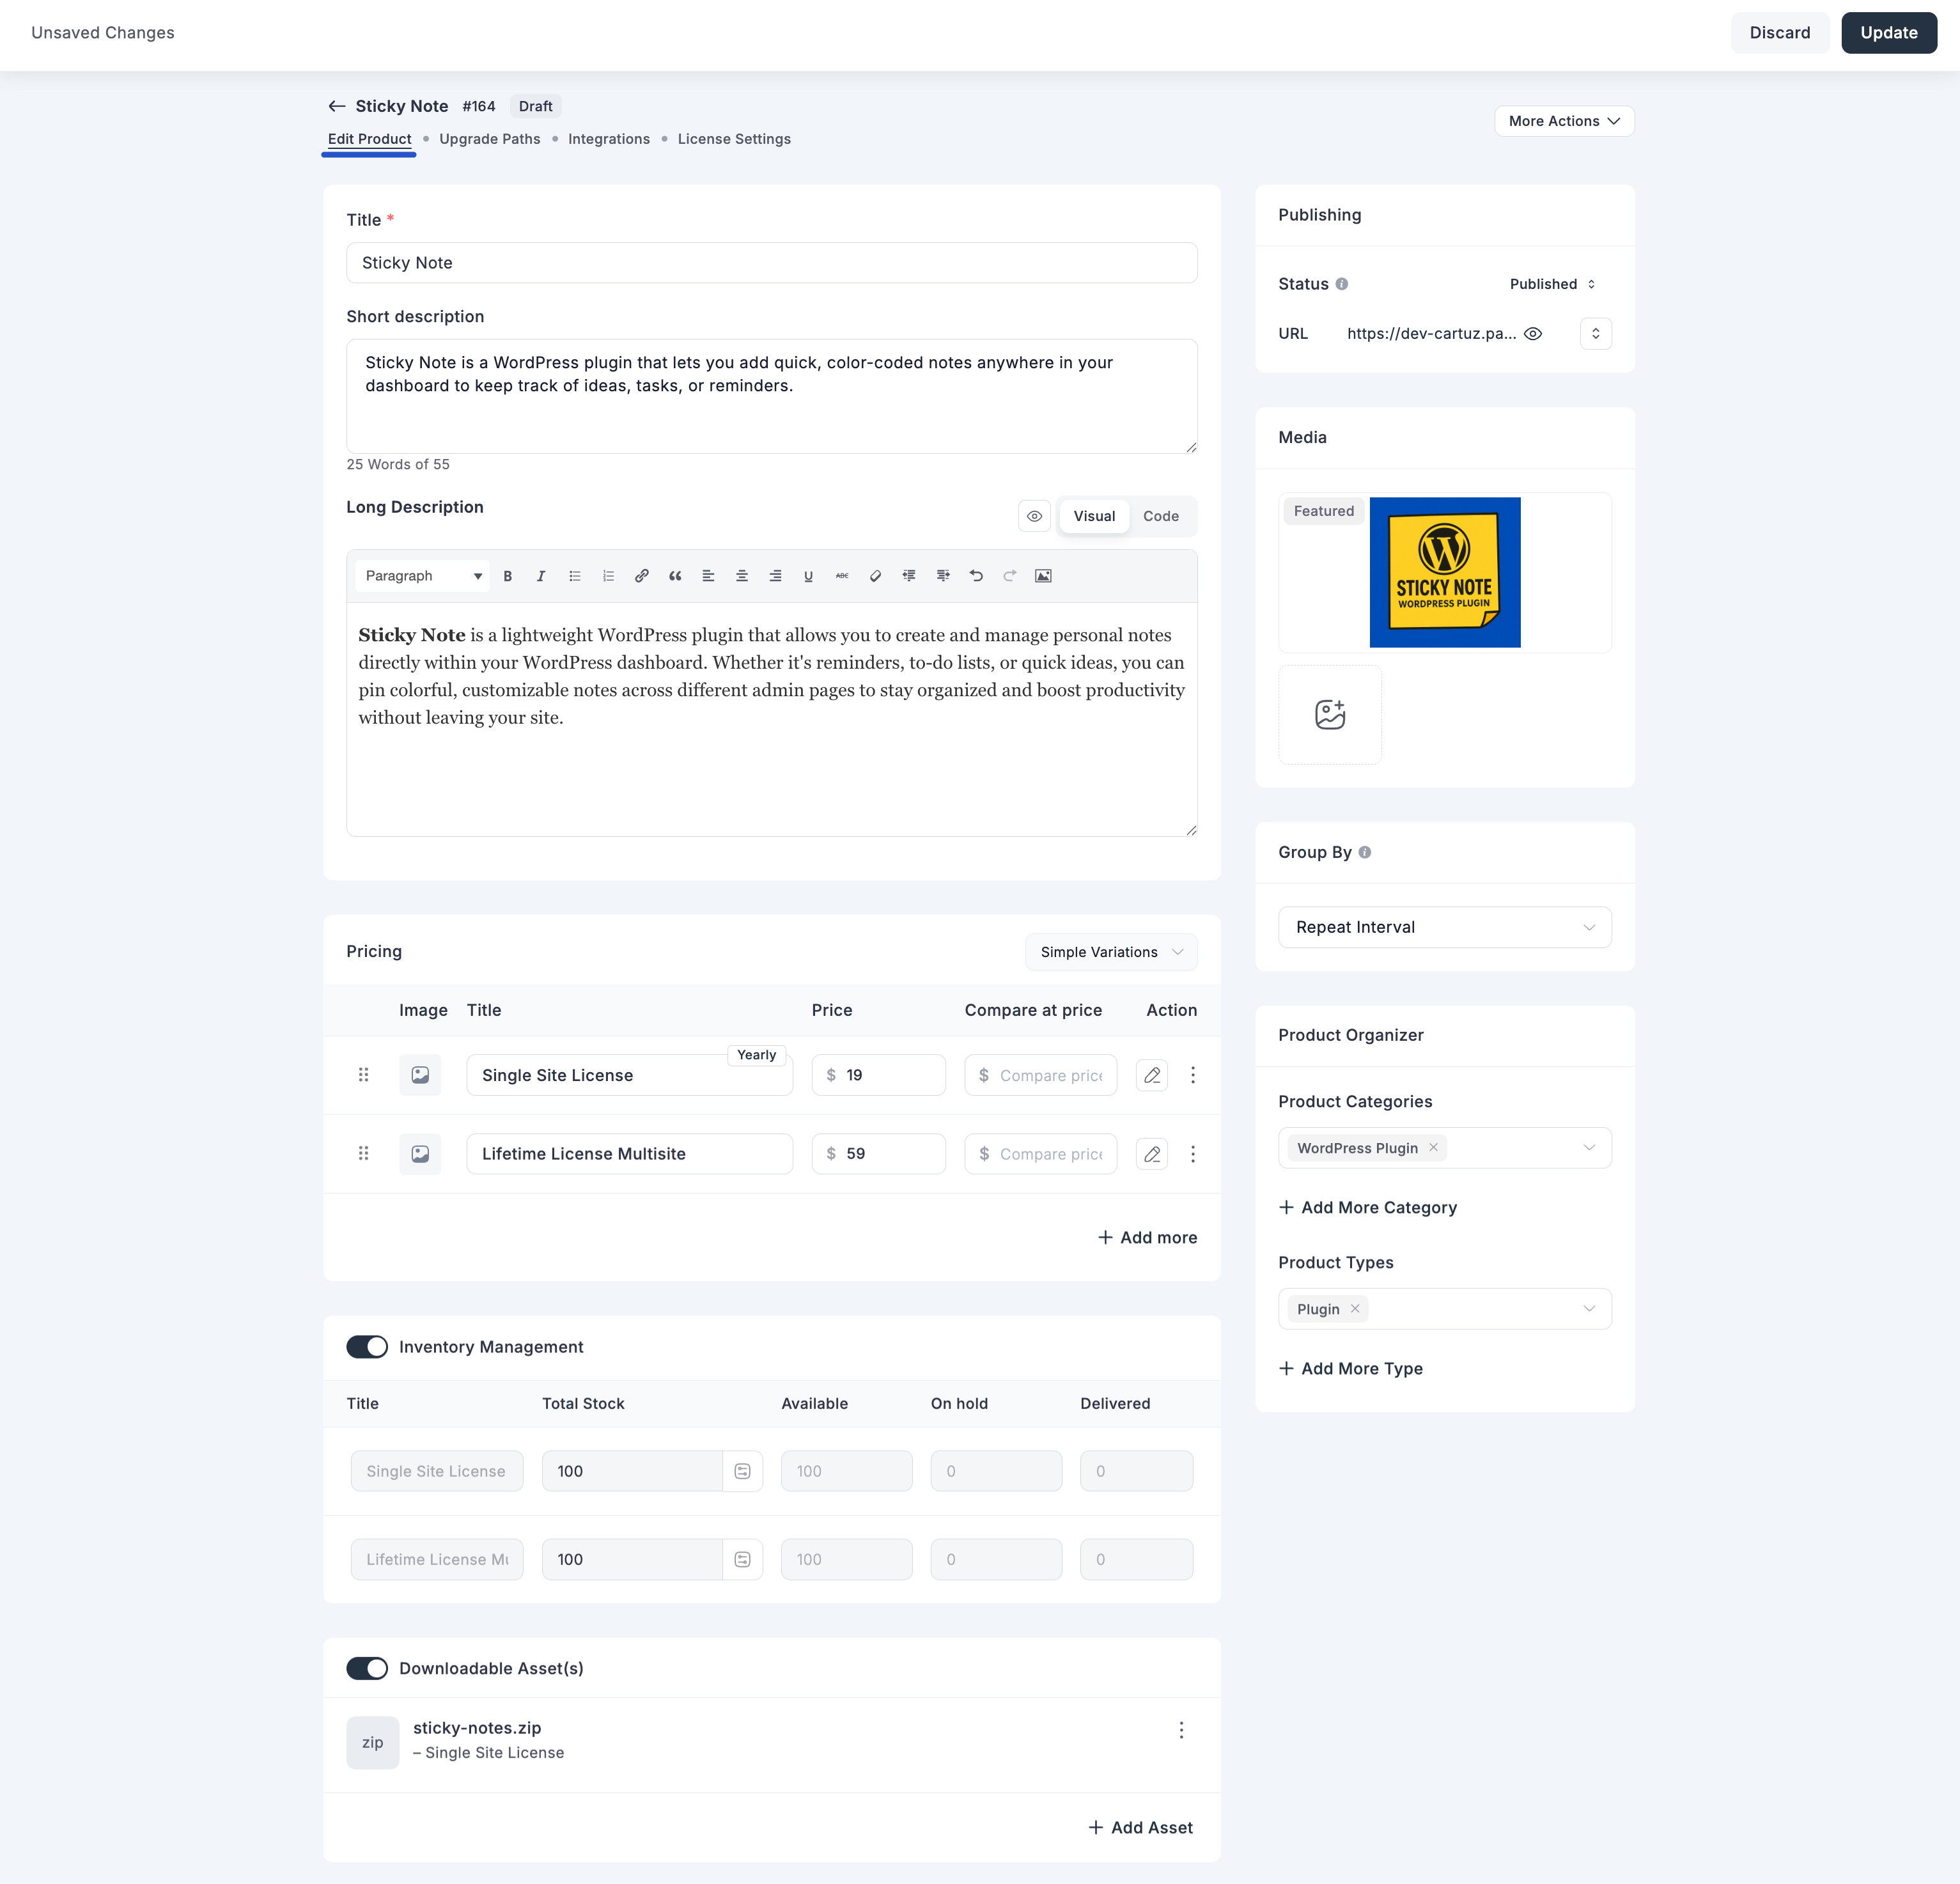 Unsaved Changes
Discard
Update
Sticky Note #164 Draft
More Actions
Edit Product • Upgrade Paths • Integrations • License Settings
Title *
Sticky Note
Short description
Sticky Note is a WordPress plugin that lets you add quick, color-coded notes anywhere in your
dashboard to keep track of ideas, tasks, or reminders.
25 Words of 55
Long Description
Visual Code
Paragraph
B I U ABC
Sticky Note is a lightweight WordPress plugin that allows you to create and manage personal notes
directly within your WordPress dashboard. Whether it's reminders, to-do lists, or quick ideas, you can
pin colorful, customizable notes across different admin pages to stay organized and boost productivity
without leaving your site.
Pricing
Simple Variations
Image Title Price Compare at price Action
Yearly
Single Site License $ 19 $ Compare price
Lifetime License Multisite $ 59 $ Compare price
+ Add more
Inventory Management
Title Total Stock Available On hold Delivered
Single Site License 100 100 0 0
Lifetime License Mu 100 100 0 0
Downloadable Asset(s)
zip
sticky-notes.zip
– Single Site License
+ Add Asset
Publishing
Status Published
URL https://dev-cartuz.pa...
Media
Featured
STICKY NOTE
WORDPRESS PLUGIN
Group By
Repeat Interval
Product Organizer
Product Categories
WordPress Plugin ×
+ Add More Category
Product Types
Plugin ×
+ Add More Type